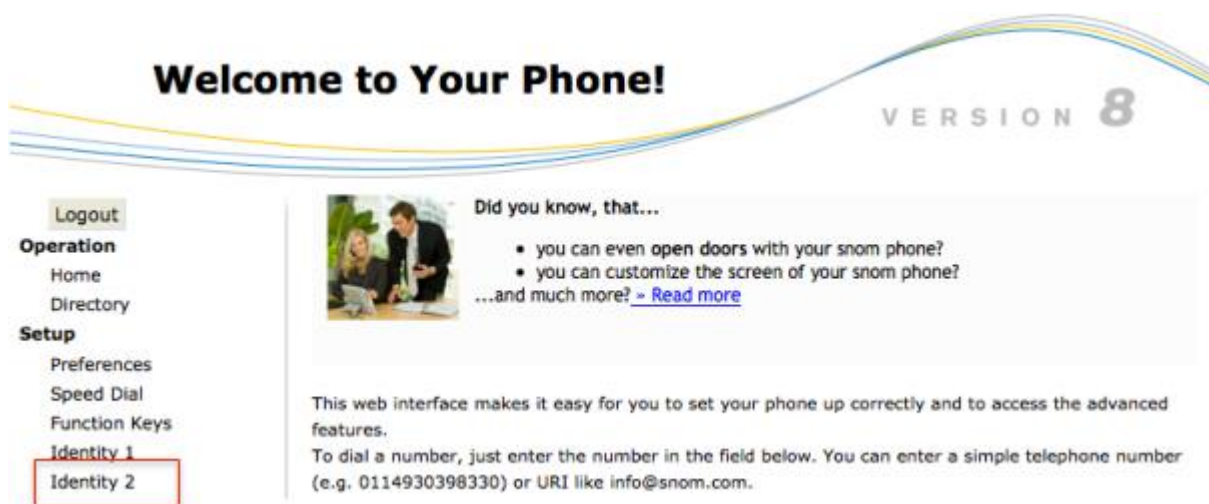 Welcome to Your Phone!
VERSION 8
Logout
Operation
Home
Directory
Setup
Preferences
Speed Dial
Function Keys
Identity 1
Identity 2
Did you know, that...
• you can even open doors with your snom phone?
• you can customize the screen of your snom phone?
...and much more? » Read more
This web interface makes it easy for you to set your phone up correctly and to access the advanced
features.
To dial a number, just enter the number in the field below. You can enter a simple telephone number
(e.g. 0114930398330) or URI like info@snom.com.